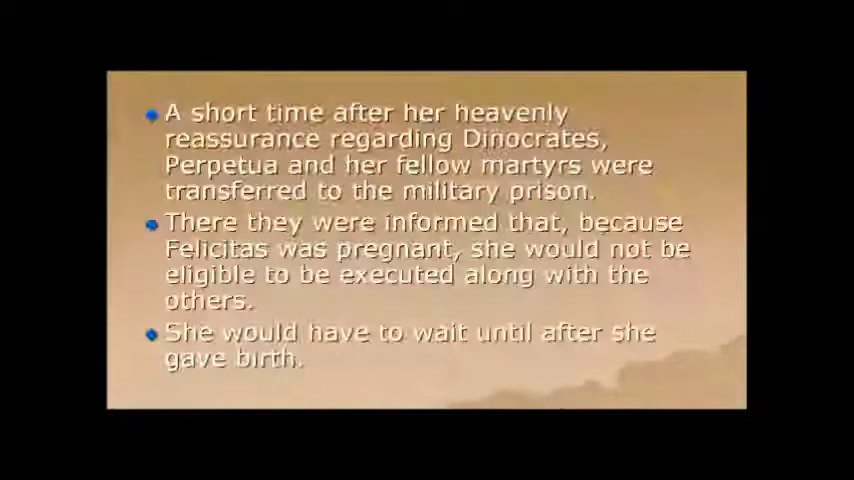 A short time after her heavenly
reassurance regarding Dinocrates,
Perpetua and her fellow martyrs were
transferred to the military prison.
There they were informed that, because
Felicitas was pregnant, she would not be
eligible to be executed along with the
others.
She would have to wait until after she
gave birth.